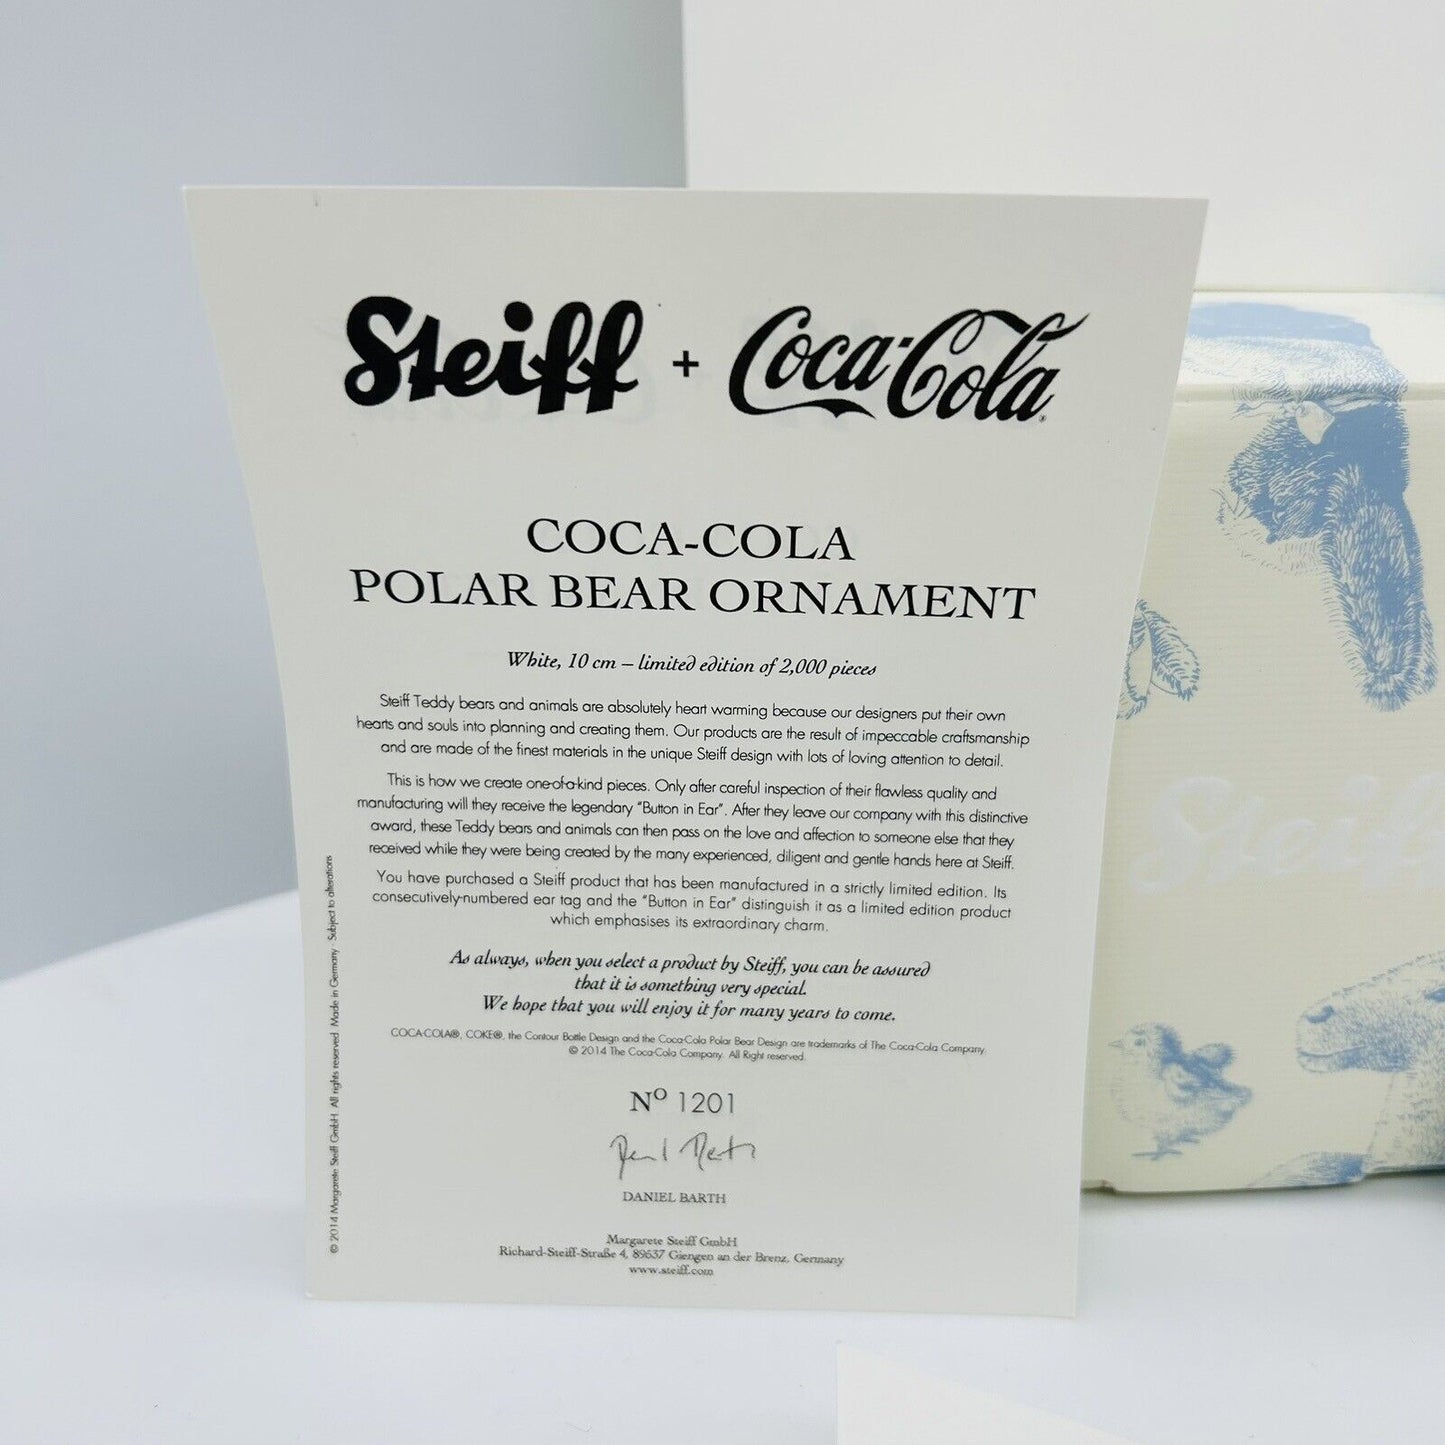 Steiff + Coca-Cola®
COCA-COLA
POLAR BEAR ORNAMENT
White, 10 cm – limited edition of 2,000 pieces
Steiff Teddy bears and animals are absolutely heart warming because our designers put their own
hearts and souls into planning and creating them. Our products are the result of impeccable craftsmanship
and are made of the finest materials in the unique Steiff design with lots of loving attention to detail.
This is how we create one-of-a-kind pieces. Only after careful inspection of their flawless quality and
manufacturing will they receive the legendary "Button in Ear". After they leave our company with this distinctive
award, these Teddy bears and animals can then pass on the love and affection to someone else that they
received while they were being created by the many experienced, diligent and gentle hands here at Steiff.
You have purchased a Steiff product that has been manufactured in a strictly limited edition. Its
consecutively-numbered ear tag and the "Button in Ear" distinguish it as a limited edition product
which emphasises its extraordinary charm.
As always, when you select a product by Steiff, you can be assured
that it is something very special.
We hope that you will enjoy it for many years to come.
COCA-COLA®, COKE®, the Contour Bottle Design and the Coca-Cola Polar Bear Design are trademarks of The Coca-Cola Company.
© 2014 The Coca-Cola Company. All Right reserved.
Nº 1201
DANIEL BARTH
Margarete Steiff GmbH
Richard-Steiff-Straße 4, 89537 Giengen an der Brenz, Germany
www.steiff.com
© 2014 Margarete Steiff GmbH All rights reserved Made in Germany Subject to alterations
Steiff